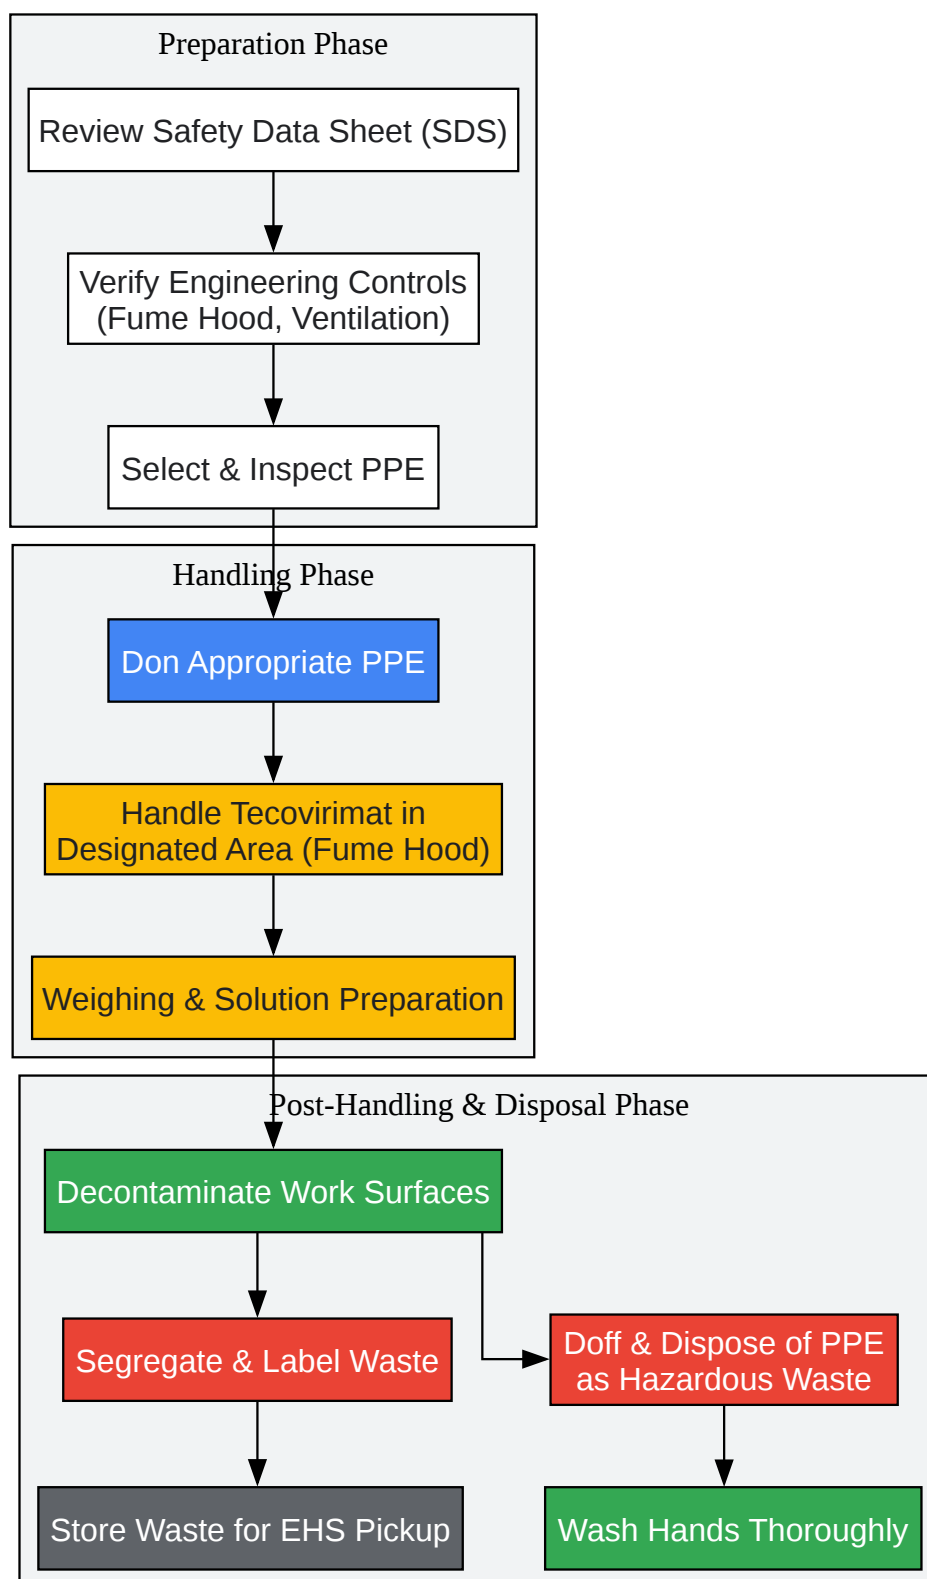 Preparation Phase
Review Safety Data Sheet (SDS)
Verify Engineering Controls
(Fume Hood, Ventilation)
Select & Inspect PPE
Handling Phase
Don Appropriate PPE
Handle Tecovirimat in
Designated Area (Fume Hood)
Weighing & Solution Preparation
Post-Handling & Disposal Phase
Decontaminate Work Surfaces
Segregate & Label Waste
Doff & Dispose of PPE
as Hazardous Waste
Store Waste for EHS Pickup
Wash Hands Thoroughly